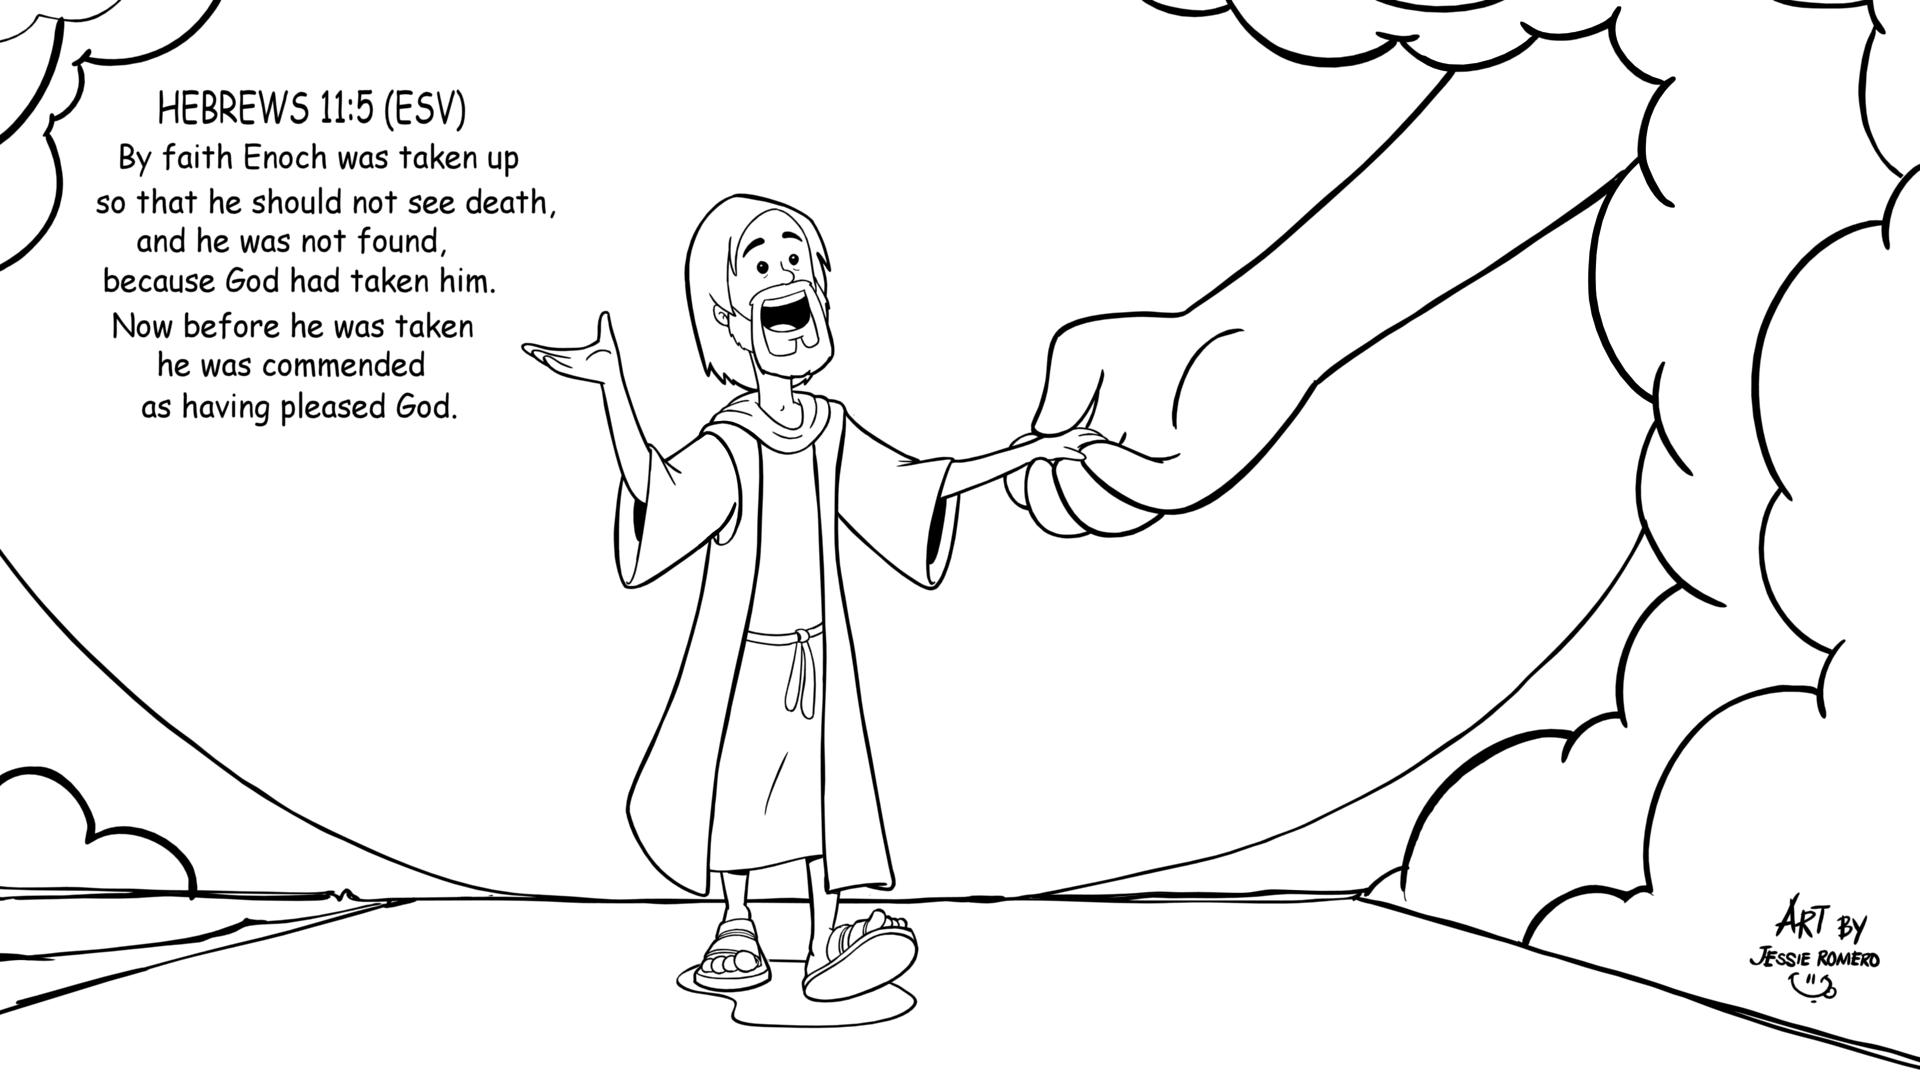 HEBREWS 11:5 (ESV)
By faith Enoch was taken up
so that he should not see death,
and he was not found,
because God had taken him.
Now before he was taken
he was commended
as having pleased God.
ART BY
JESSIE ROMERO